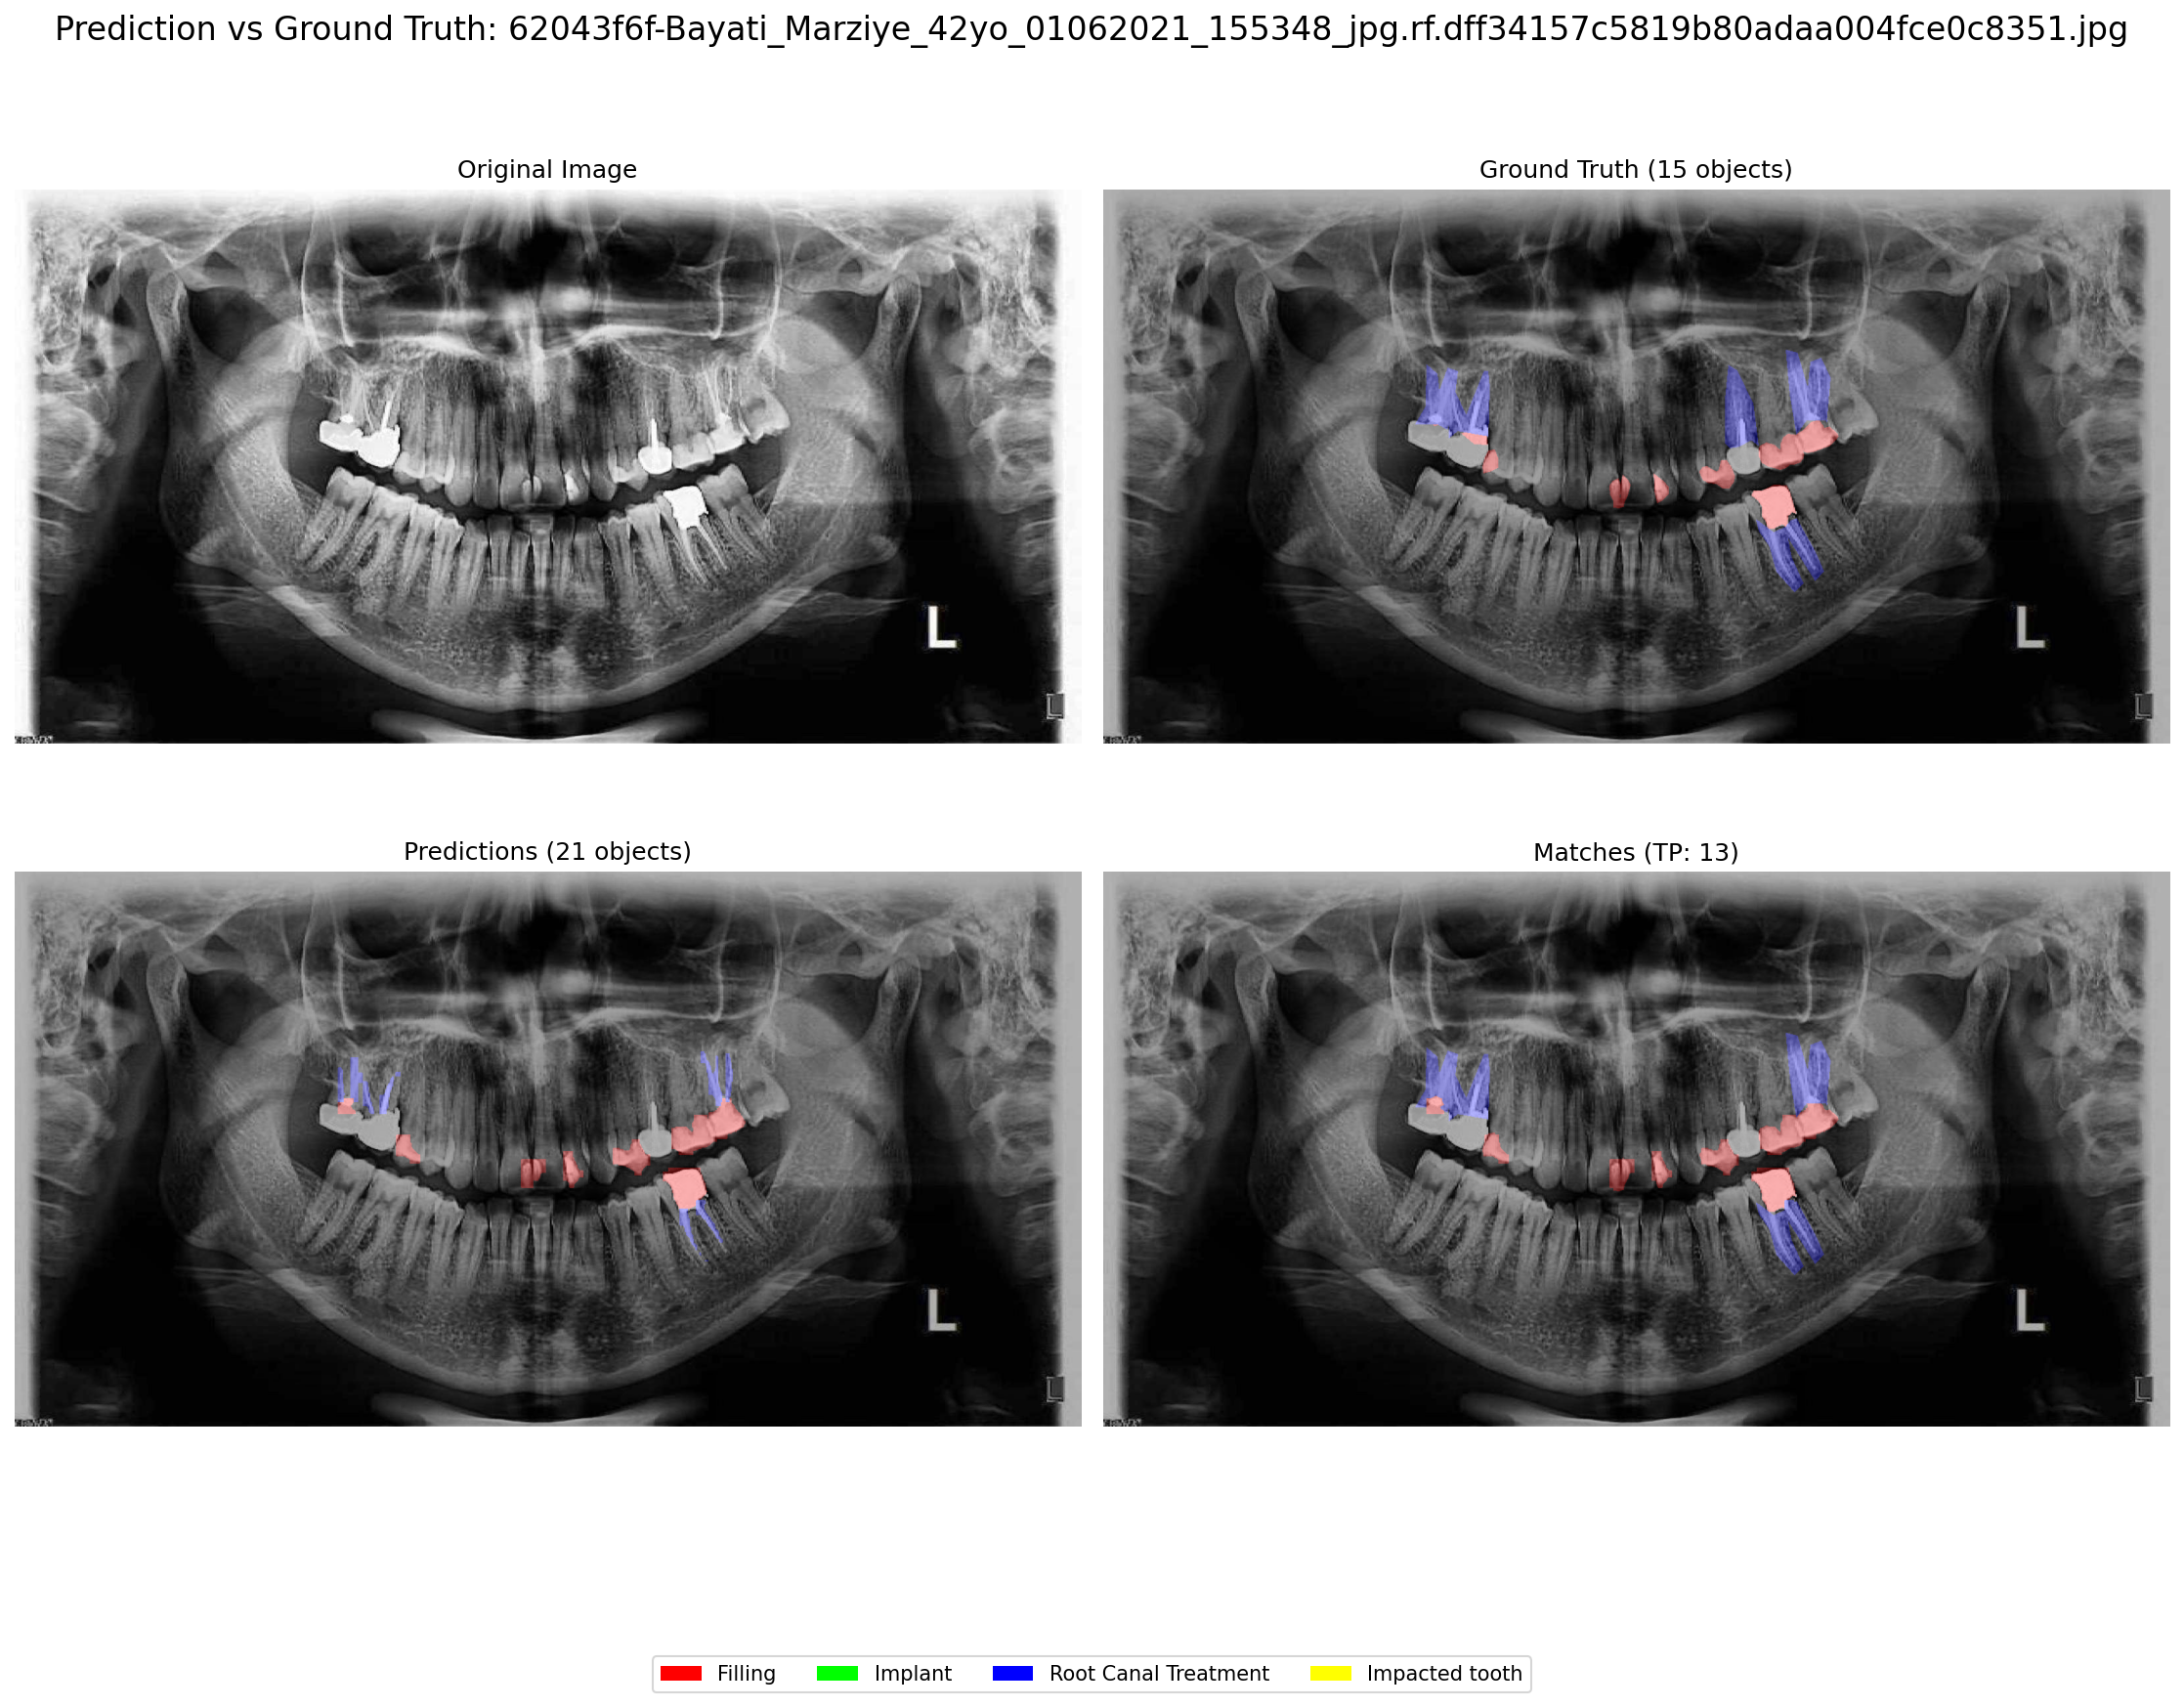 Prediction vs Ground Truth: 62043f6f-Bayati_Marziye_42yo_01062021_155348_jpg.rf.dff34157c5819b80adaa004fce0c8351.jpg
Original Image
Ground Truth (15 objects)
L
L
L
L
Predictions (21 objects)
Matches (TP: 13)
L
L
L
L
Filling
Implant
Root Canal Treatment
Impacted tooth